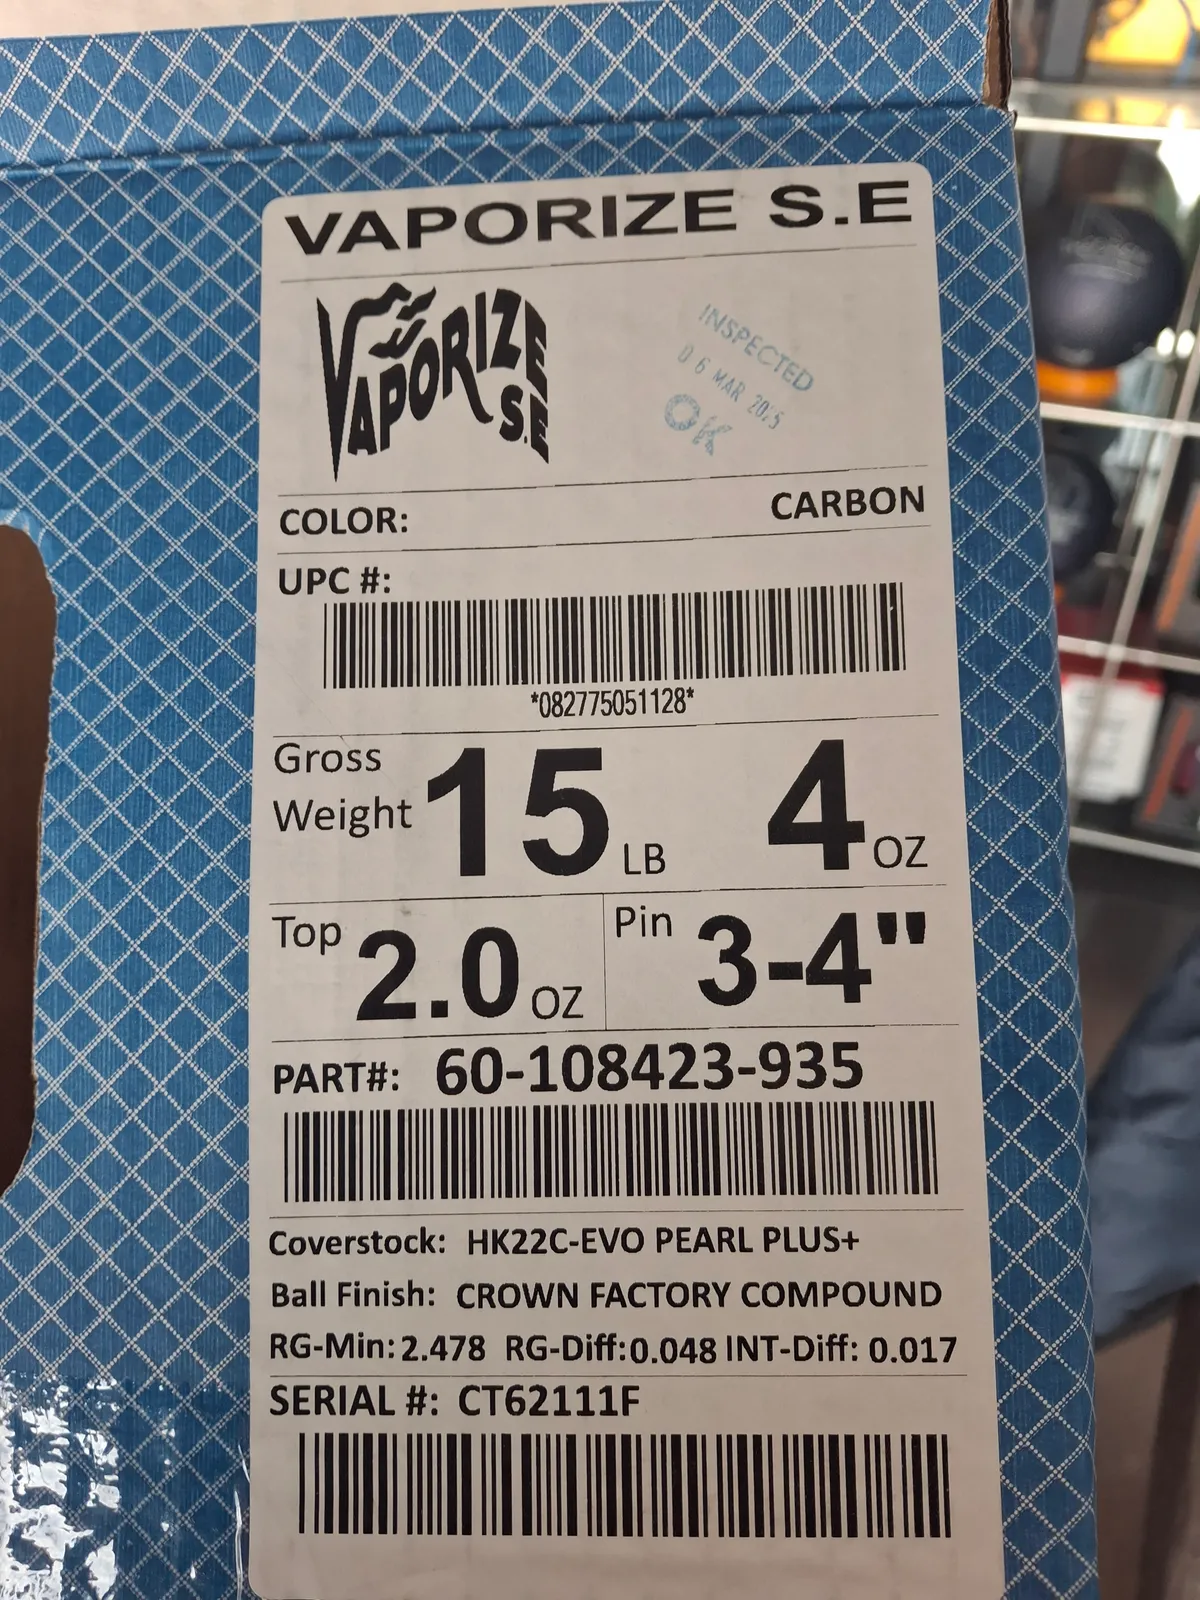 VAPORIZE S.E
VAPORIZE
S.E
INSPECTED
06 MAR 2025
OK
COLOR: CARBON
UPC #:
*082775051128*
Gross Weight 15 LB 4 OZ
Top 2.0 OZ Pin 3-4"
PART#: 60-108423-935
Coverstock: HK22C-EVO PEARL PLUS+
Ball Finish: CROWN FACTORY COMPOUND
RG-Min: 2.478 RG-Diff: 0.048 INT-Diff: 0.017
SERIAL #: CT62111F